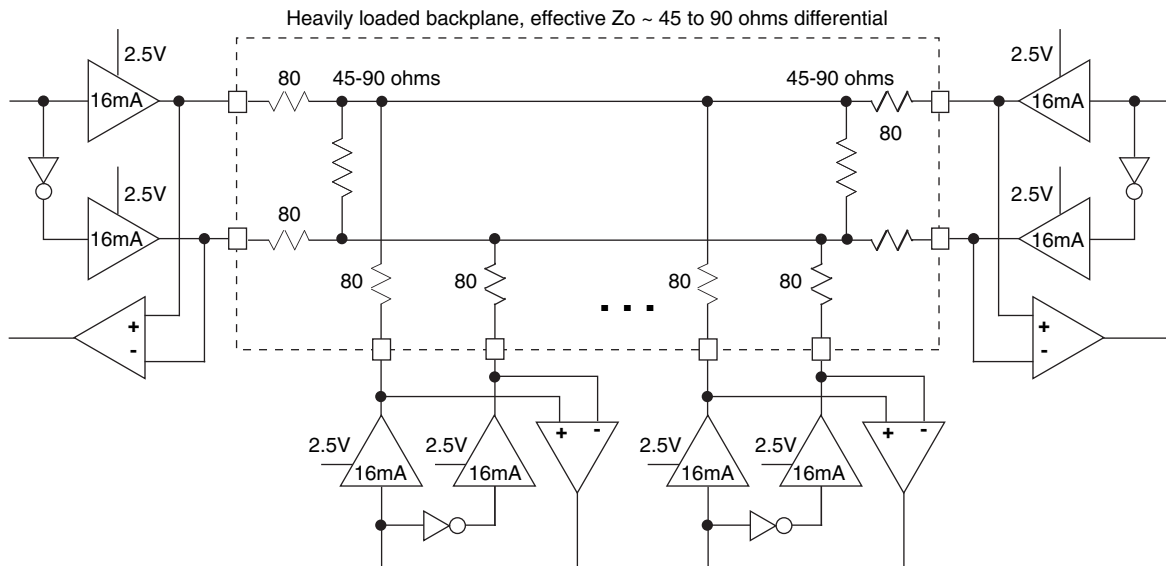 Heavily loaded backplane, effective Zo ~ 45 to 90 ohms differential
2.5V
2.5V
80
45-90 ohms
45-90 ohms
16mA
16mA
80
2.5V
2.5V
80
16mA
16mA
80
80
80
80
+
-
. . .
+
-
+ -
+ -
2.5V
2.5V
2.5V
2.5V
16mA
16mA
16mA
16mA